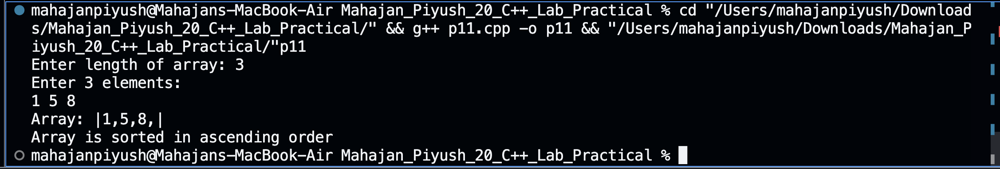 mahajanpiyush@Mahajans-MacBook-Air Mahajan_Piyush_20_C++_Lab_Practical % cd "/Users/mahajanpiyush/Download
s/Mahajan_Piyush_20_C++_Lab_Practical/" && g++ p11.cpp -o p11 && "/Users/mahajanpiyush/Downloads/Mahajan_P
iyush_20_C++_Lab_Practical/"p11
Enter length of array: 3
Enter 3 elements:
1 5 8
Array: |1,5,8,|
Array is sorted in ascending order
mahajanpiyush@Mahajans-MacBook-Air Mahajan_Piyush_20_C++_Lab_Practical %